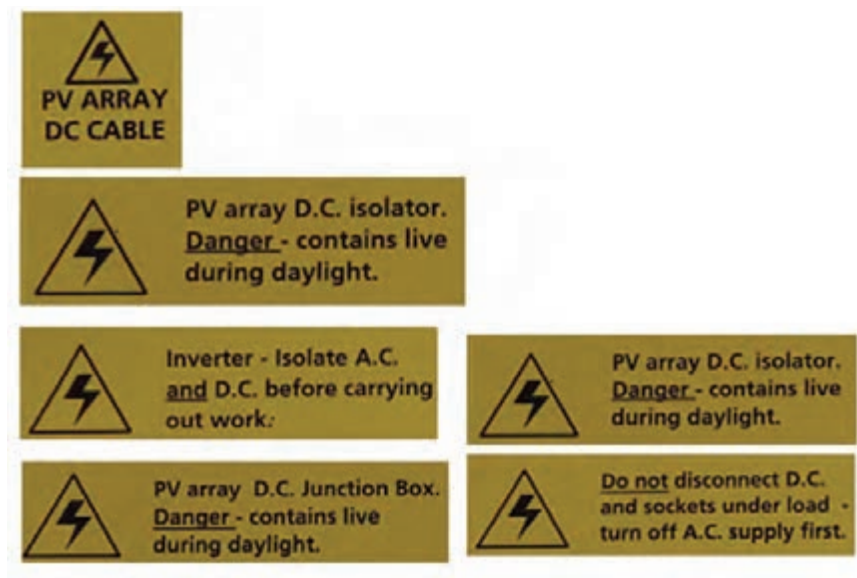 PV ARRAY
DC CABLE
PV array D.C. isolator.
Danger - contains live
during daylight.
Inverter - Isolate A.C.
and D.C. before carrying
out work.
PV array D.C. isolator.
Danger - contains live
during daylight.
PV array D.C. Junction Box.
Danger - contains live
during daylight.
Do not disconnect D.C.
and sockets under load -
turn off A.C. supply first.